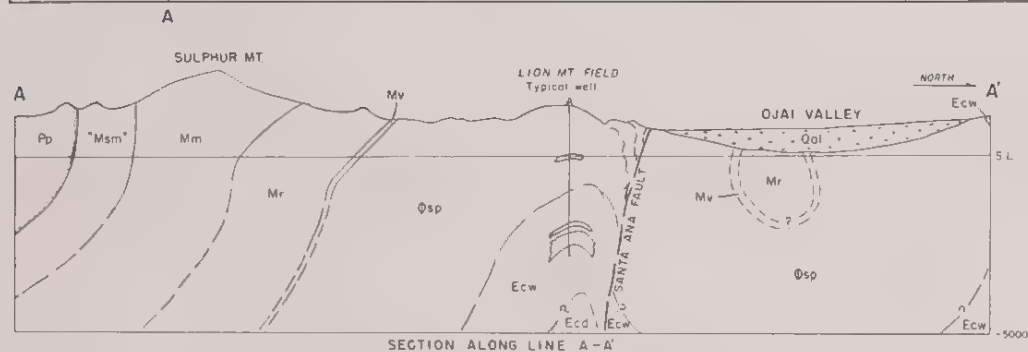 A
SULPHUR MT.
LION MT. FIELD
Typical well
NORTH
A
A'
Mv
Ecw
OJAI VALLEY
Qal
Pp
"Msm"
Mm
S L
Mr
Mr
Mv
Φsp
?
SANTA ANA FAULT
Φsp
Ecw
?
Ecd
Ecw
?
Ecw
-5000
SECTION ALONG LINE A-A'